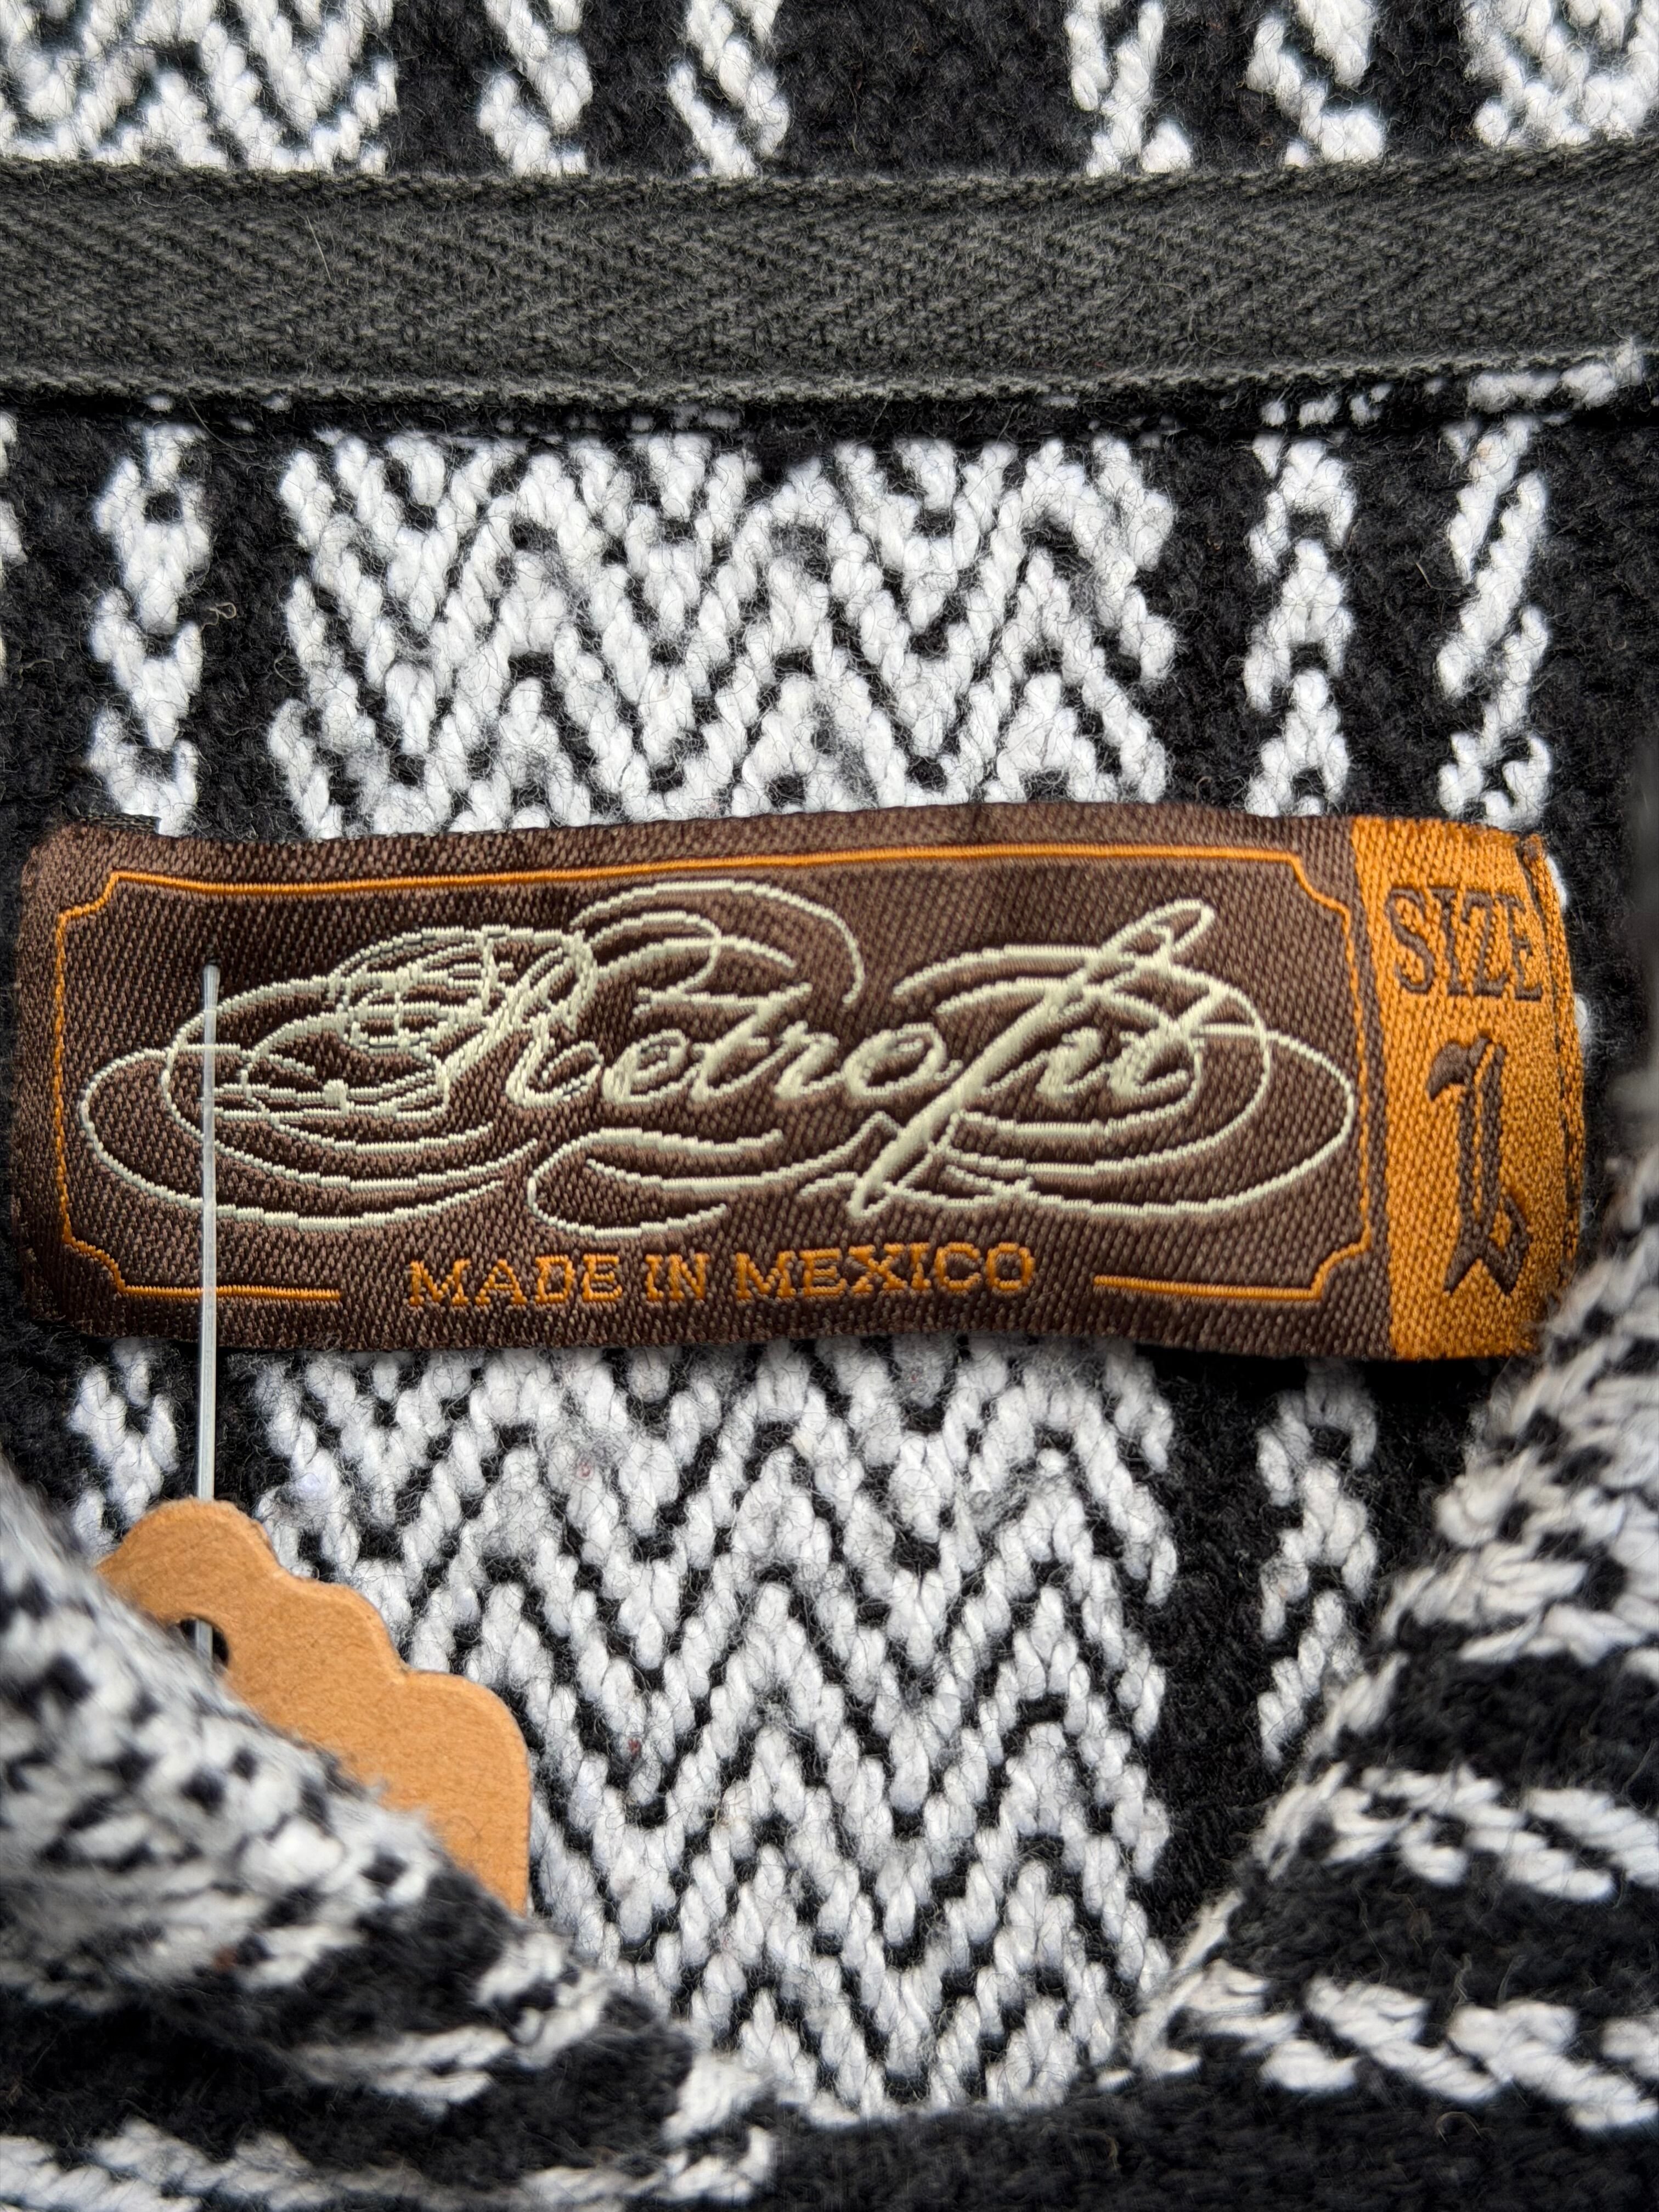 Retrofit
MADE IN MEXICO
SIZE
L